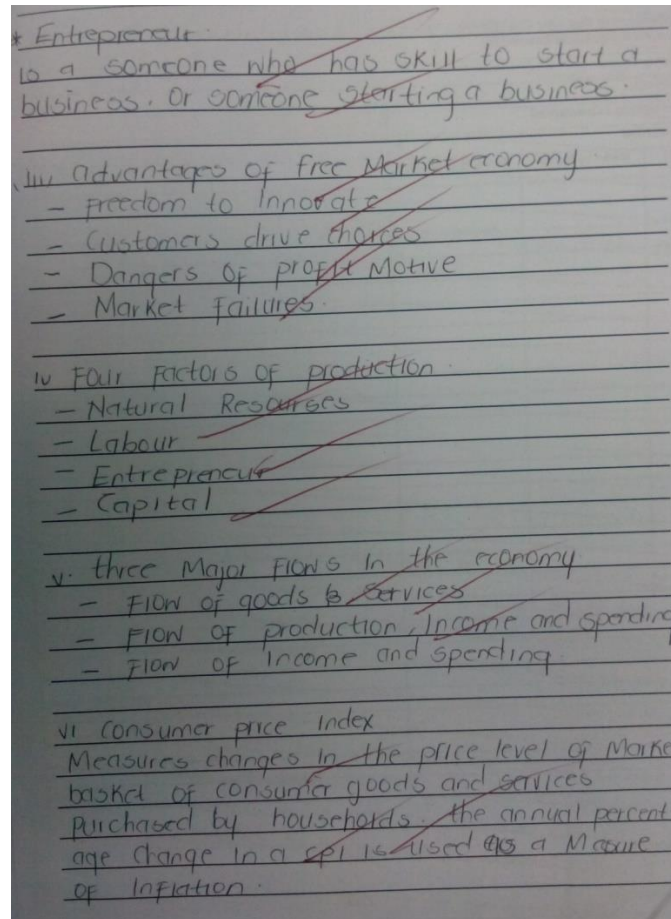 * Entreprenair.
is a someone who has skill to start a
business. Or someone starting a business.
iii advantages of free Market economy
- Freedom to Innovate
- Customers drive choices
- Dangers of profit Motive
- Market Failures.
iv Four Factors of production.
- Natural Resourses
- Labour
- Entrepreneur
- Capital
v. three Major Flows In the economy
- Flow of goods & Services
- Flow of production, Income and spending
- Flow of Income and spending.
vi Consumer price Index
Measures changes in the price level of Marke
basket of consumer goods and services
purchased by households. the annual percent
age change In a CPI is used as a Measure
of Inflation.